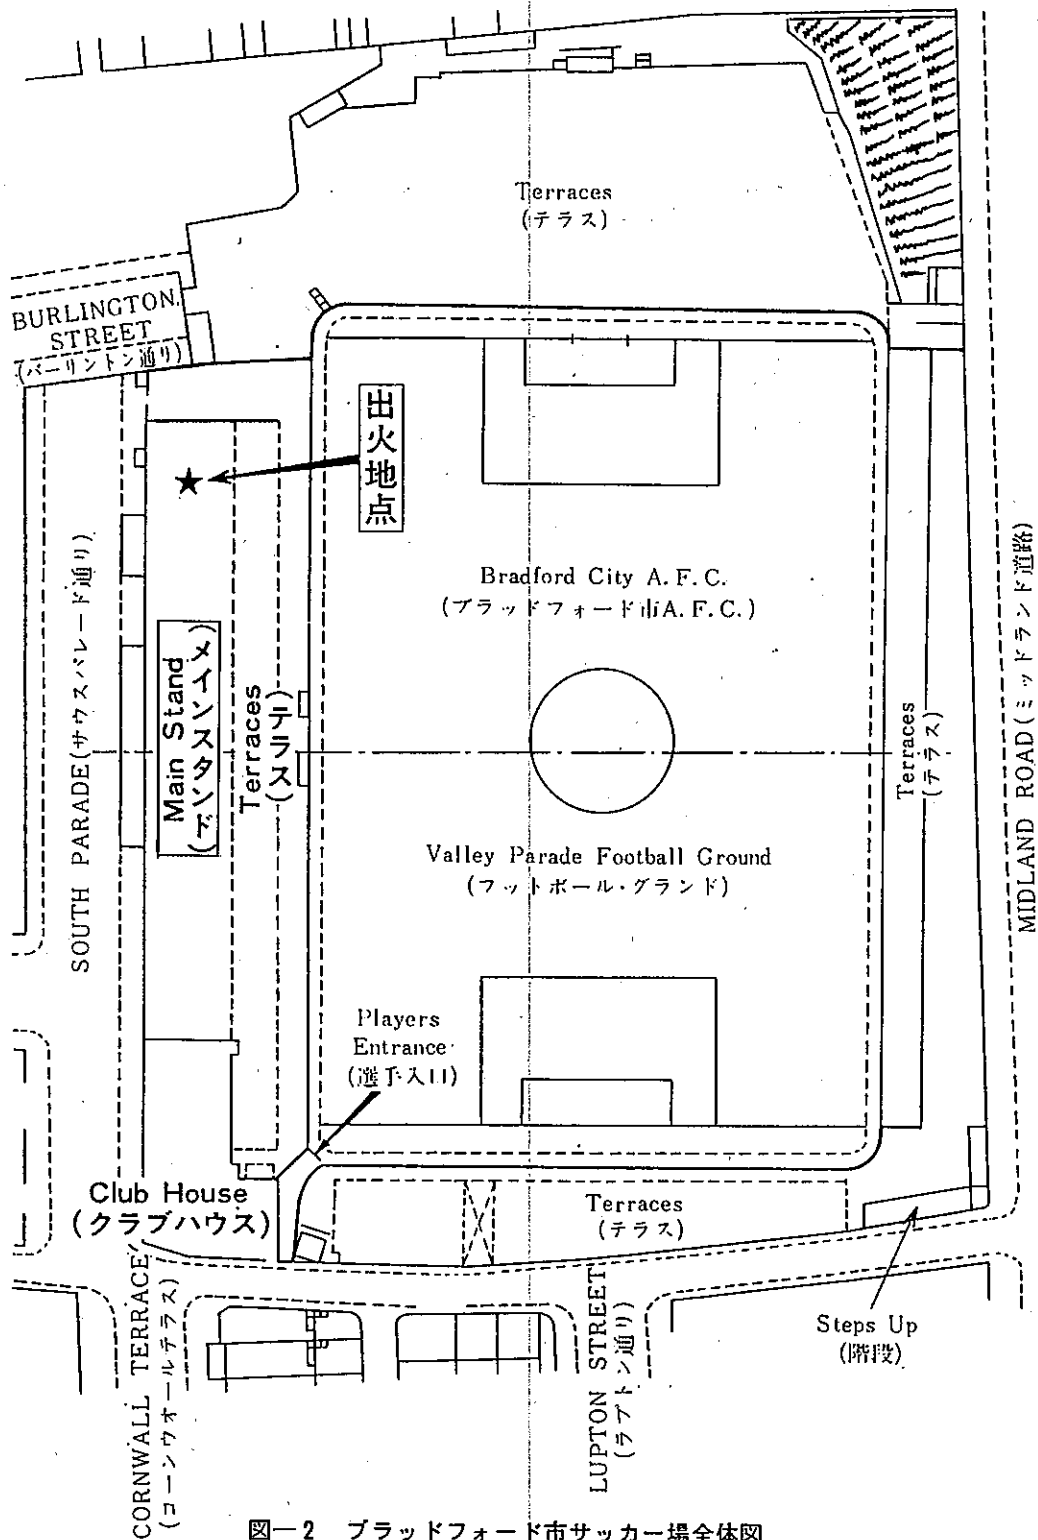 Terraces
(テラス)
BURLINGTON
STREET
(バーリントン通り)
出火地点
Bradford City A.F.C.
(ブラッドフォード市A.F.C.)
SOUTH PARADE(サウスパレード通り)
Main Stand
(メインスタンド)
Terraces
(テラス)
Terraces
(テラス)
MIDLAND ROAD(ミッドランド道路)
Valley Parade Football Ground
(フットボール・グランド)
Players
Entrance
(選手入口)
Club House
(クラブハウス)
Terraces
(テラス)
Steps Up
(階段)
CORNWALL TERRACE
(コーンウォールテラス)
LUPTON STREET
(ラプトン通り)
図―2 ブラッドフォード市サッカー場全体図